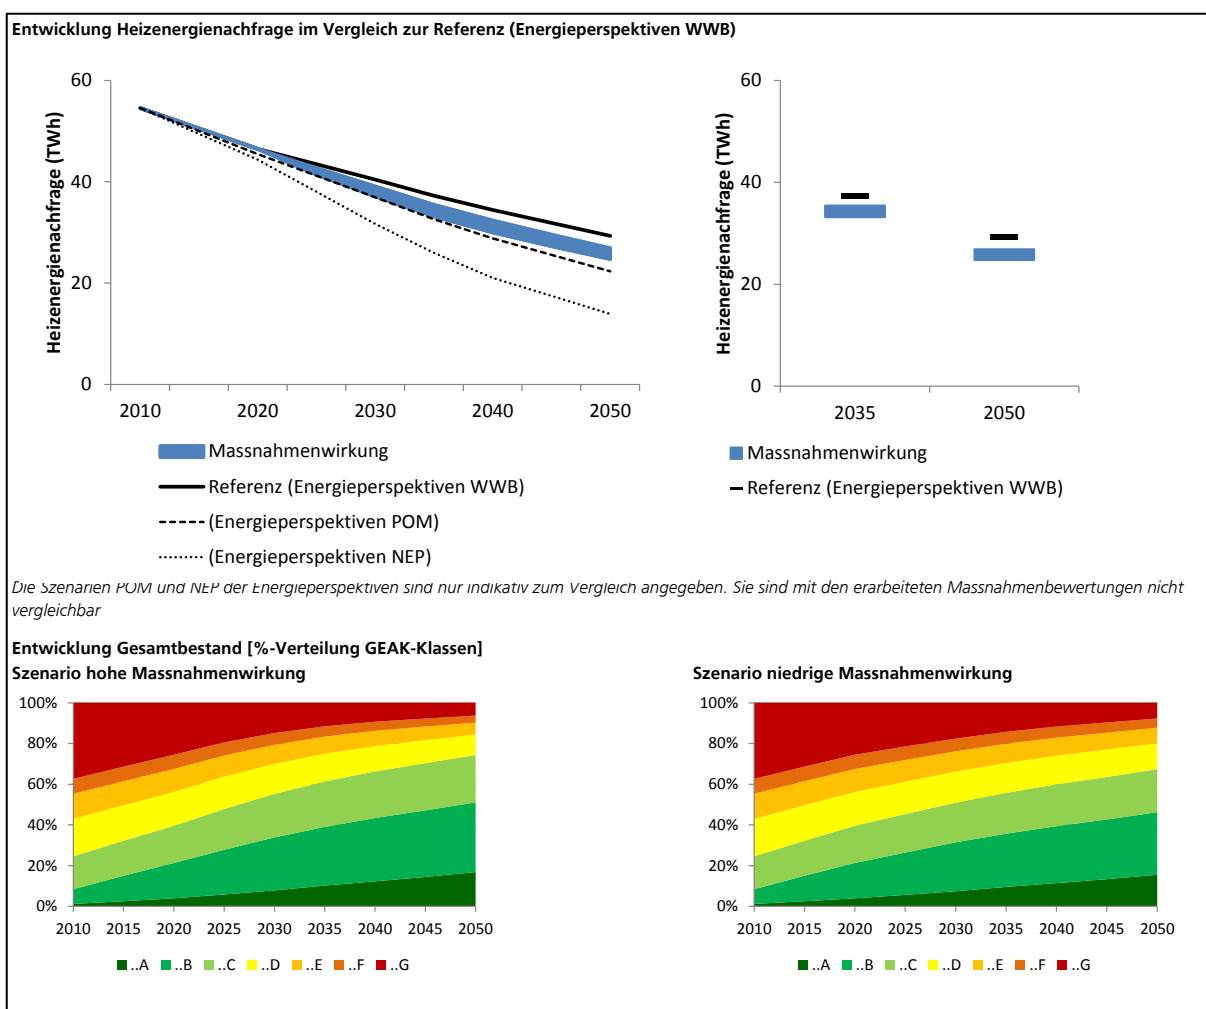 Entwicklung Heizenergienachfrage im Vergleich zur Referenz (Energieperspektiven WWB)
Heizenergienachfrage (TWh)
60
40
20
0
2010 2020 2030 2040 2050
Massnahmenwirkung
Referenz (Energieperspektiven WWB)
(Energieperspektiven POM)
(Energieperspektiven NEP)
Heizenergienachfrage (TWh)
60
40
20
0
2035 2050
Massnahmenwirkung
Referenz (Energieperspektiven WWB)
Die Szenarien POM und NEP der Energieperspektiven sind nur indikativ zum Vergleich angegeben. Sie sind mit den erarbeiteten Massnahmenbewertungen nicht
vergleichbar
Entwicklung Gesamtbestand [%-Verteilung GEAK-Klassen]
Szenario hohe Massnahmenwirkung
100%
80%
60%
40%
20%
0%
2010 2015 2020 2025 2030 2035 2040 2045 2050
..A ..B ..C ..D ..E ..F ..G
Szenario niedrige Massnahmenwirkung
100%
80%
60%
40%
20%
0%
2010 2015 2020 2025 2030 2035 2040 2045 2050
..A ..B ..C ..D ..E ..F ..G